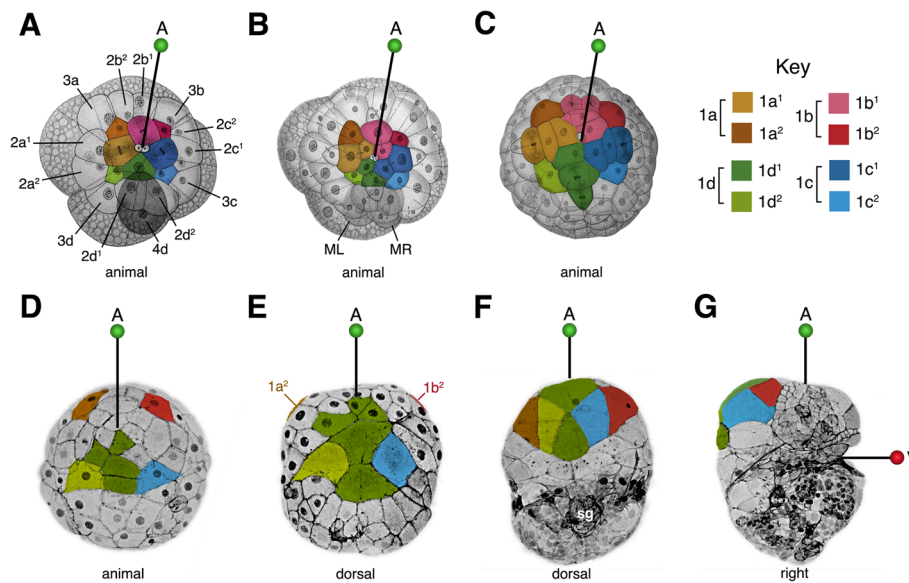 A
B
C
A
A
A
Key
2b²
2b¹
3a
3b
2c²
2a¹
2c¹
2a²
3c
3d
2d²
2d¹
4d
ML
MR
animal
animal
animal
1a
1a¹
1a²
1b
1b¹
1b²
1d
1d¹
1d²
1c
1c¹
1c²
D
E
F
G
A
A
A
A
1a²
1b²
sg
animal
dorsal
dorsal
right